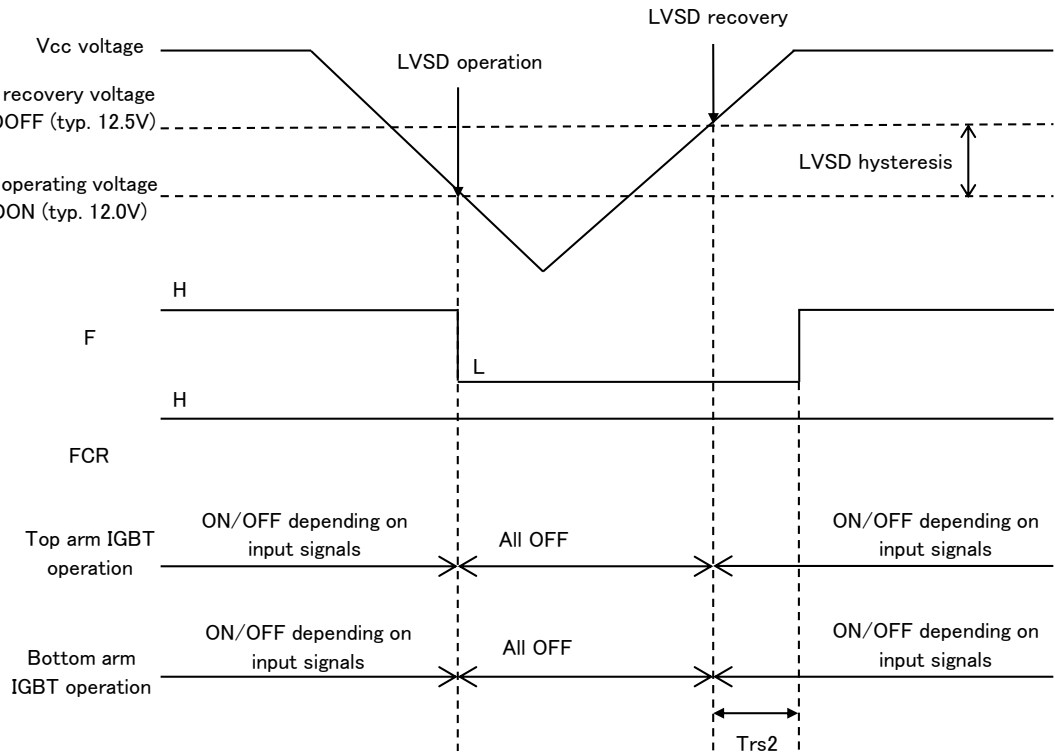 LVSD recovery
Vcc voltage
LVSD operation
recovery voltage
OFF (typ. 12.5V)
LVSD hysteresis
operating voltage
ON (typ. 12.0V)
H
F
L
H
FCR
Top arm IGBT
operation
ON/OFF depending on
input signals
All OFF
ON/OFF depending on
input signals
Bottom arm
IGBT operation
ON/OFF depending on
input signals
All OFF
ON/OFF depending on
input signals
Trs2